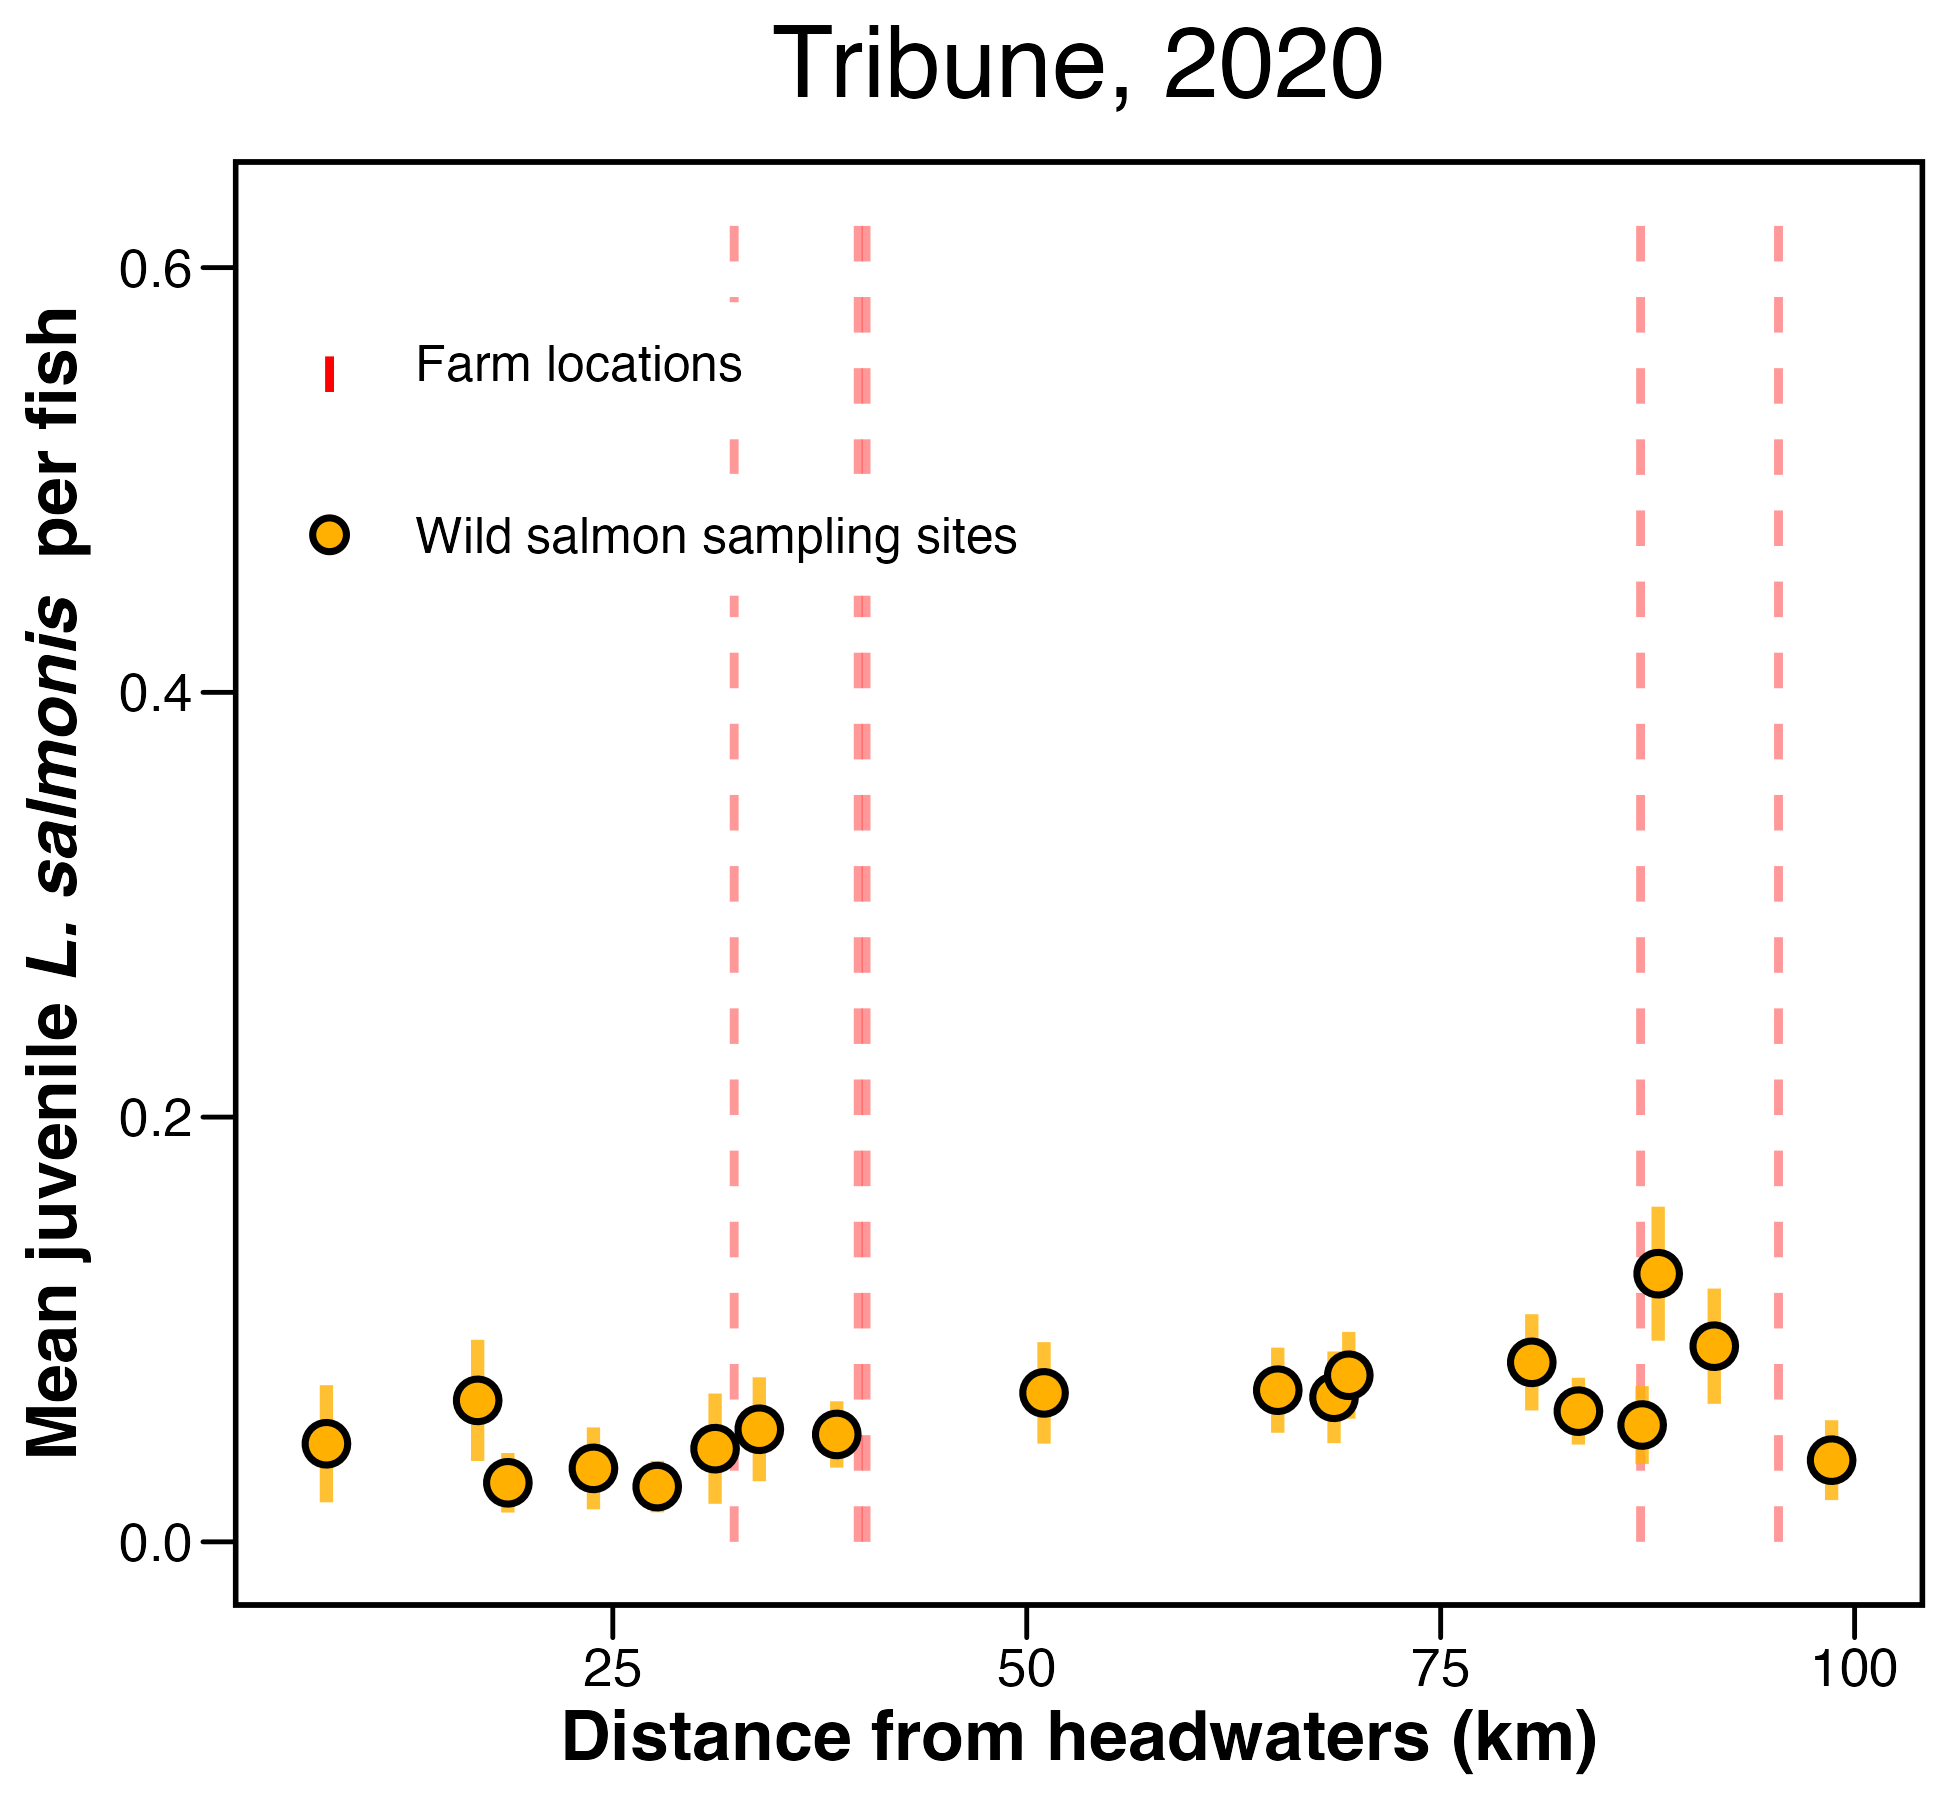 Tribune, 2020
Mean juvenile L. salmonis per fish
0.6
0.4
0.2
0.0
Farm locations
Wild salmon sampling sites
25 50 75 100
Distance from headwaters (km)